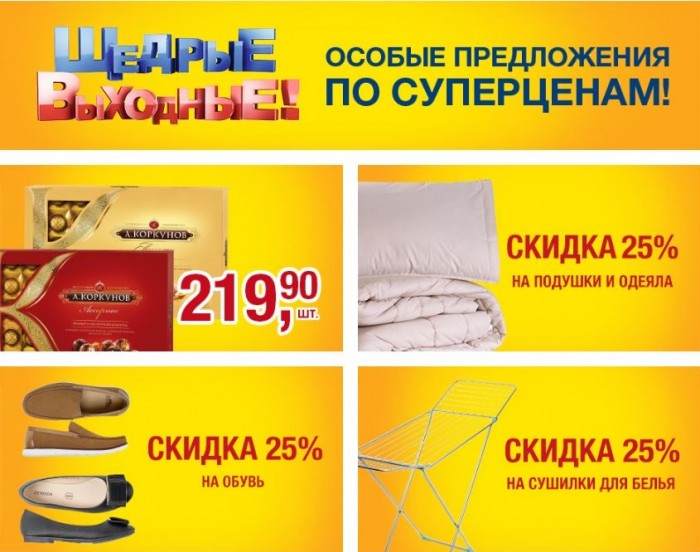 Щедрые
Выходные!
ОСОБЫЕ ПРЕДЛОЖЕНИЯ
ПО СУПЕРЦЕНАМ!
А.КОРКУНОВ
А.КОРКУНОВ
Ассорти
219,90
шт.
СКИДКА 25%
НА ПОДУШКИ И ОДЕЯЛА
СКИДКА 25%
НА ОБУВЬ
СКИДКА 25%
НА СУШИЛКИ ДЛЯ БЕЛЬЯ